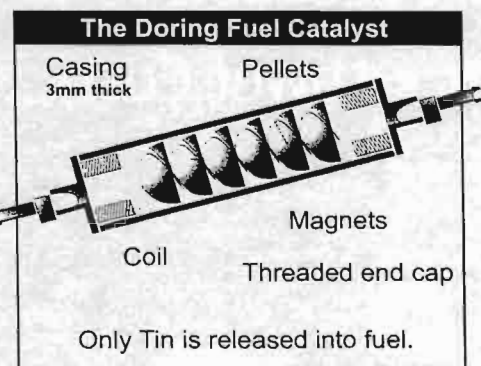 The Doring Fuel Catalyst
Casing
3mm thick
Pellets
Magnets
Coil
Threaded end cap
Only Tin is released into fuel.